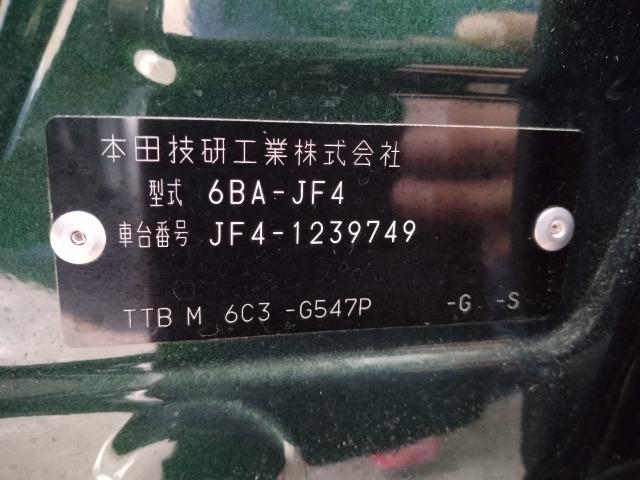 本田技研工業株式会社
型式 6BA-JF4
車台番号 JF4-1239749
TTB M 6C3 -G547P -G -S